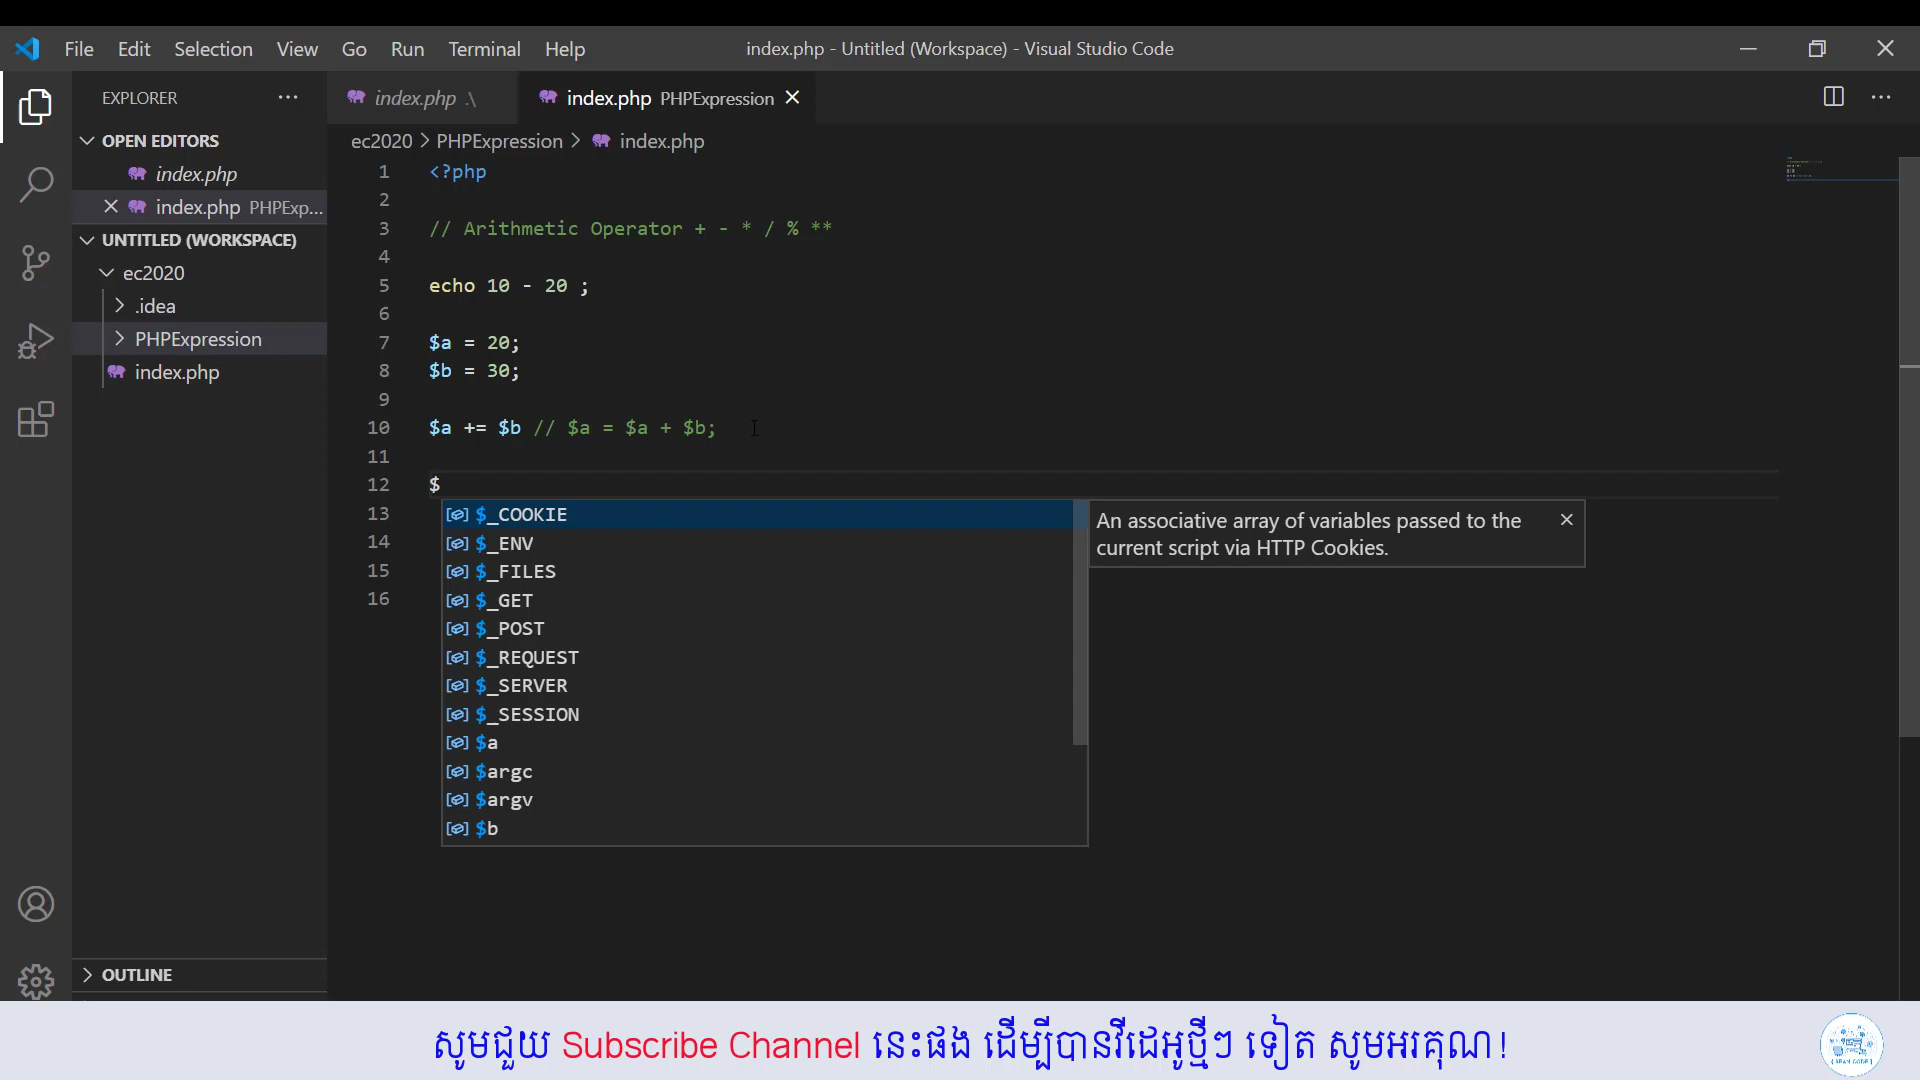 File Edit Selection View Go Run Terminal Help
index.php - Untitled (Workspace) - Visual Studio Code
EXPLORER
OPEN EDITORS
index.php
index.php PHPExp...
UNTITLED (WORKSPACE)
ec2020
.idea
PHPExpression
index.php
OUTLINE
index.php .\
index.php PHPExpression
ec2020 > PHPExpression > index.php
1 <?php
2
3 // Arithmetic Operator + - * / % **
4
5 echo 10 - 20 ;
6
7 $a = 20;
8 $b = 30;
9
10 $a += $b // $a = $a + $b;
11
12 $
13
14
15
16
$_COOKIE
$_ENV
$_FILES
$_GET
$_POST
$_REQUEST
$_SERVER
$_SESSION
$a
$argc
$argv
$b
An associative array of variables passed to the
current script via HTTP Cookies.
សូមជួយ Subscribe Channel នេះផង ដើម្បីបានវីដេអូថ្មីៗ ទៀត សូមអរគុណ!